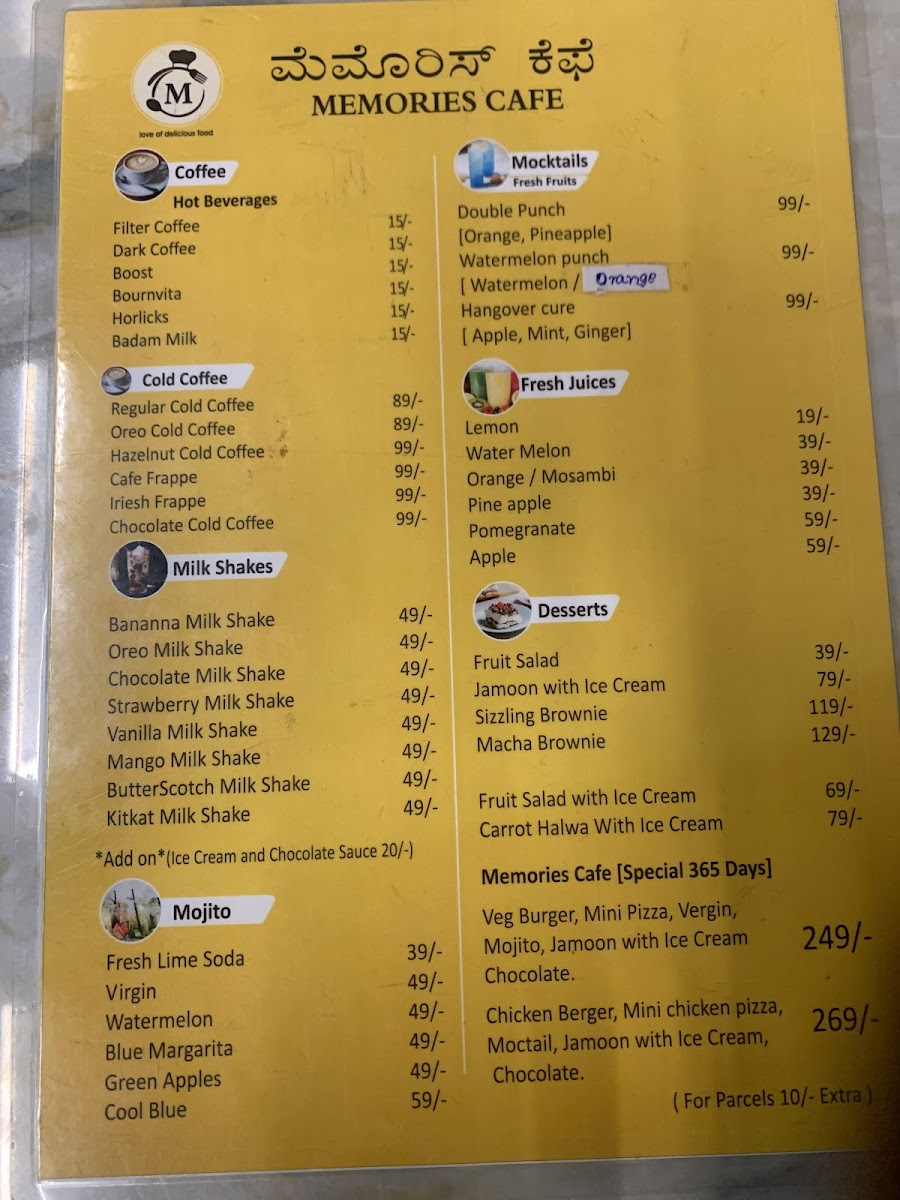 ಮೆಮೊರಿಸ್ ಕೆಫೆ
MEMORIES CAFE
M
love of delicious food
Coffee
Hot Beverages
Filter Coffee 15/-
Dark Coffee 15/-
Boost 15/-
Bournvita 15/-
Horlicks 15/-
Badam Milk 15/-
Cold Coffee
Regular Cold Coffee 89/-
Oreo Cold Coffee 89/-
Hazelnut Cold Coffee 99/-
Cafe Frappe 99/-
Iriesh Frappe 99/-
Chocolate Cold Coffee 99/-
Milk Shakes
Bananna Milk Shake 49/-
Oreo Milk Shake 49/-
Chocolate Milk Shake 49/-
Strawberry Milk Shake 49/-
Vanilla Milk Shake 49/-
Mango Milk Shake 49/-
ButterScotch Milk Shake 49/-
Kitkat Milk Shake 49/-
*Add on*(Ice Cream and Chocolate Sauce 20/-)
Mojito
Fresh Lime Soda 39/-
Virgin 49/-
Watermelon 49/-
Blue Margarita 49/-
Green Apples 49/-
Cool Blue 59/-
Mocktails
Fresh Fruits
Double Punch 99/-
[Orange, Pineapple]
Watermelon punch 99/-
[ Watermelon / Orange
Hangover cure 99/-
[ Apple, Mint, Ginger]
Fresh Juices
Lemon 19/-
Water Melon 39/-
Orange / Mosambi 39/-
Pine apple 39/-
Pomegranate 59/-
Apple 59/-
Desserts
Fruit Salad 39/-
Jamoon with Ice Cream 79/-
Sizzling Brownie 119/-
Macha Brownie 129/-
Fruit Salad with Ice Cream 69/-
Carrot Halwa With Ice Cream 79/-
Memories Cafe [Special 365 Days]
Veg Burger, Mini Pizza, Vergin,
Mojito, Jamoon with Ice Cream 249/-
Chocolate.
Chicken Berger, Mini chicken pizza,
Moctail, Jamoon with Ice Cream, 269/-
Chocolate.
( For Parcels 10/- Extra )